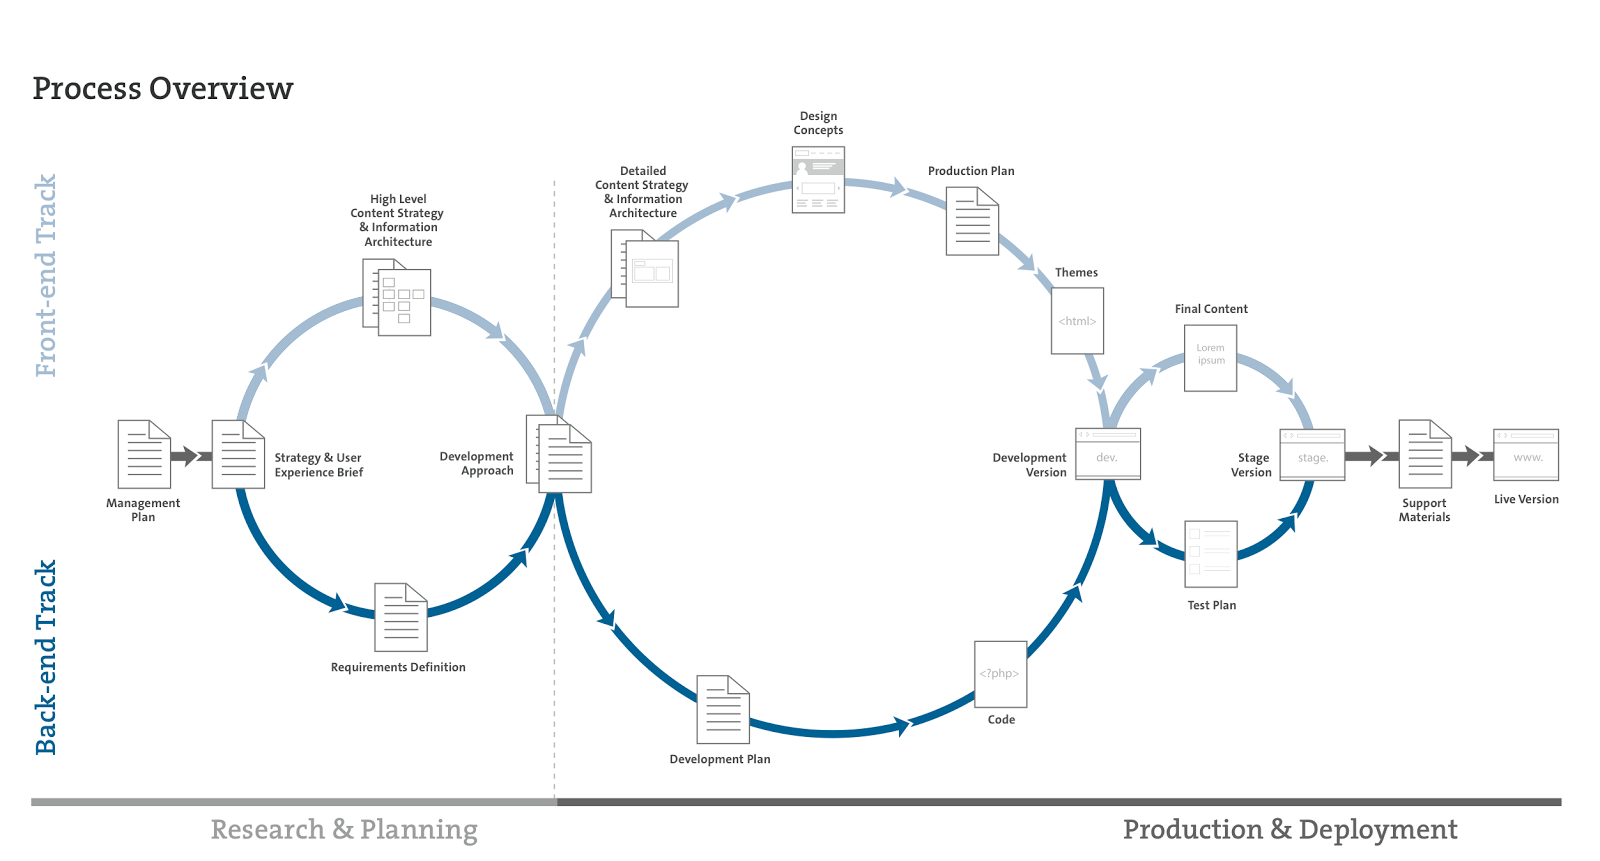 Process Overview
Front-end Track
Back-end Track
Management
Plan
Strategy & User
Experience Brief
High Level
Content Strategy
& Information
Architecture
Requirements Definition
Development
Approach
Detailed
Content Strategy
& Information
Architecture
Design
Concepts
Production Plan
Themes
<html>
Development Plan
Code
<?php>
Development
Version
dev.
Final Content
Lorem
ipsum
Test Plan
Stage
Version
stage.
Support
Materials
www.
Live Version
Research & Planning
Production & Deployment